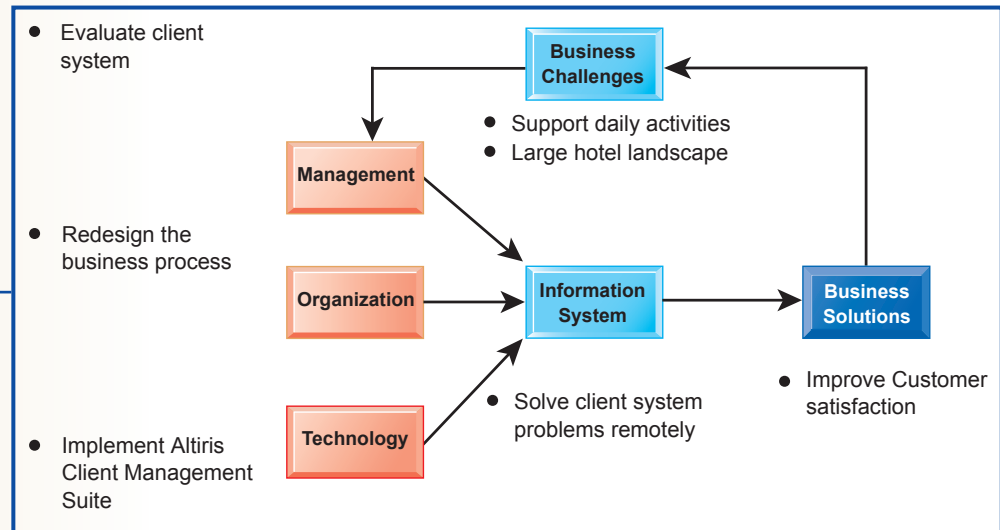 • Evaluate client
system
Business
Challenges
• Support daily activities
• Large hotel landscape
Management
• Redesign the
business process
Organization
Information
System
Business
Solutions
• Improve Customer
satisfaction
• Solve client system
problems remotely
Technology
• Implement Altiris
Client Management
Suite